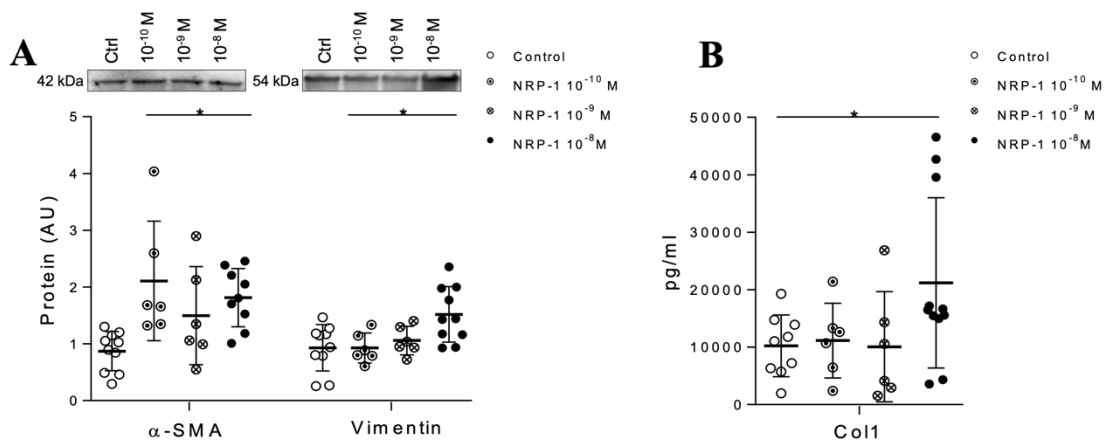 A
Ctrl
10⁻¹⁰ M
10⁻⁹ M
10⁻⁸ M
Ctrl
10⁻¹⁰ M
10⁻⁹ M
10⁻⁸ M
42 kDa
54 kDa
Control
NRP-1 10⁻¹⁰ M
NRP-1 10⁻⁹ M
NRP-1 10⁻⁸ M
*
*
5
4
3
2
1
0
Protein (AU)
α-SMA
Vimentin
B
Control
NRP-1 10⁻¹⁰ M
NRP-1 10⁻⁹ M
NRP-1 10⁻⁸ M
*
50000
40000
30000
20000
10000
0
pg/ml
Col1